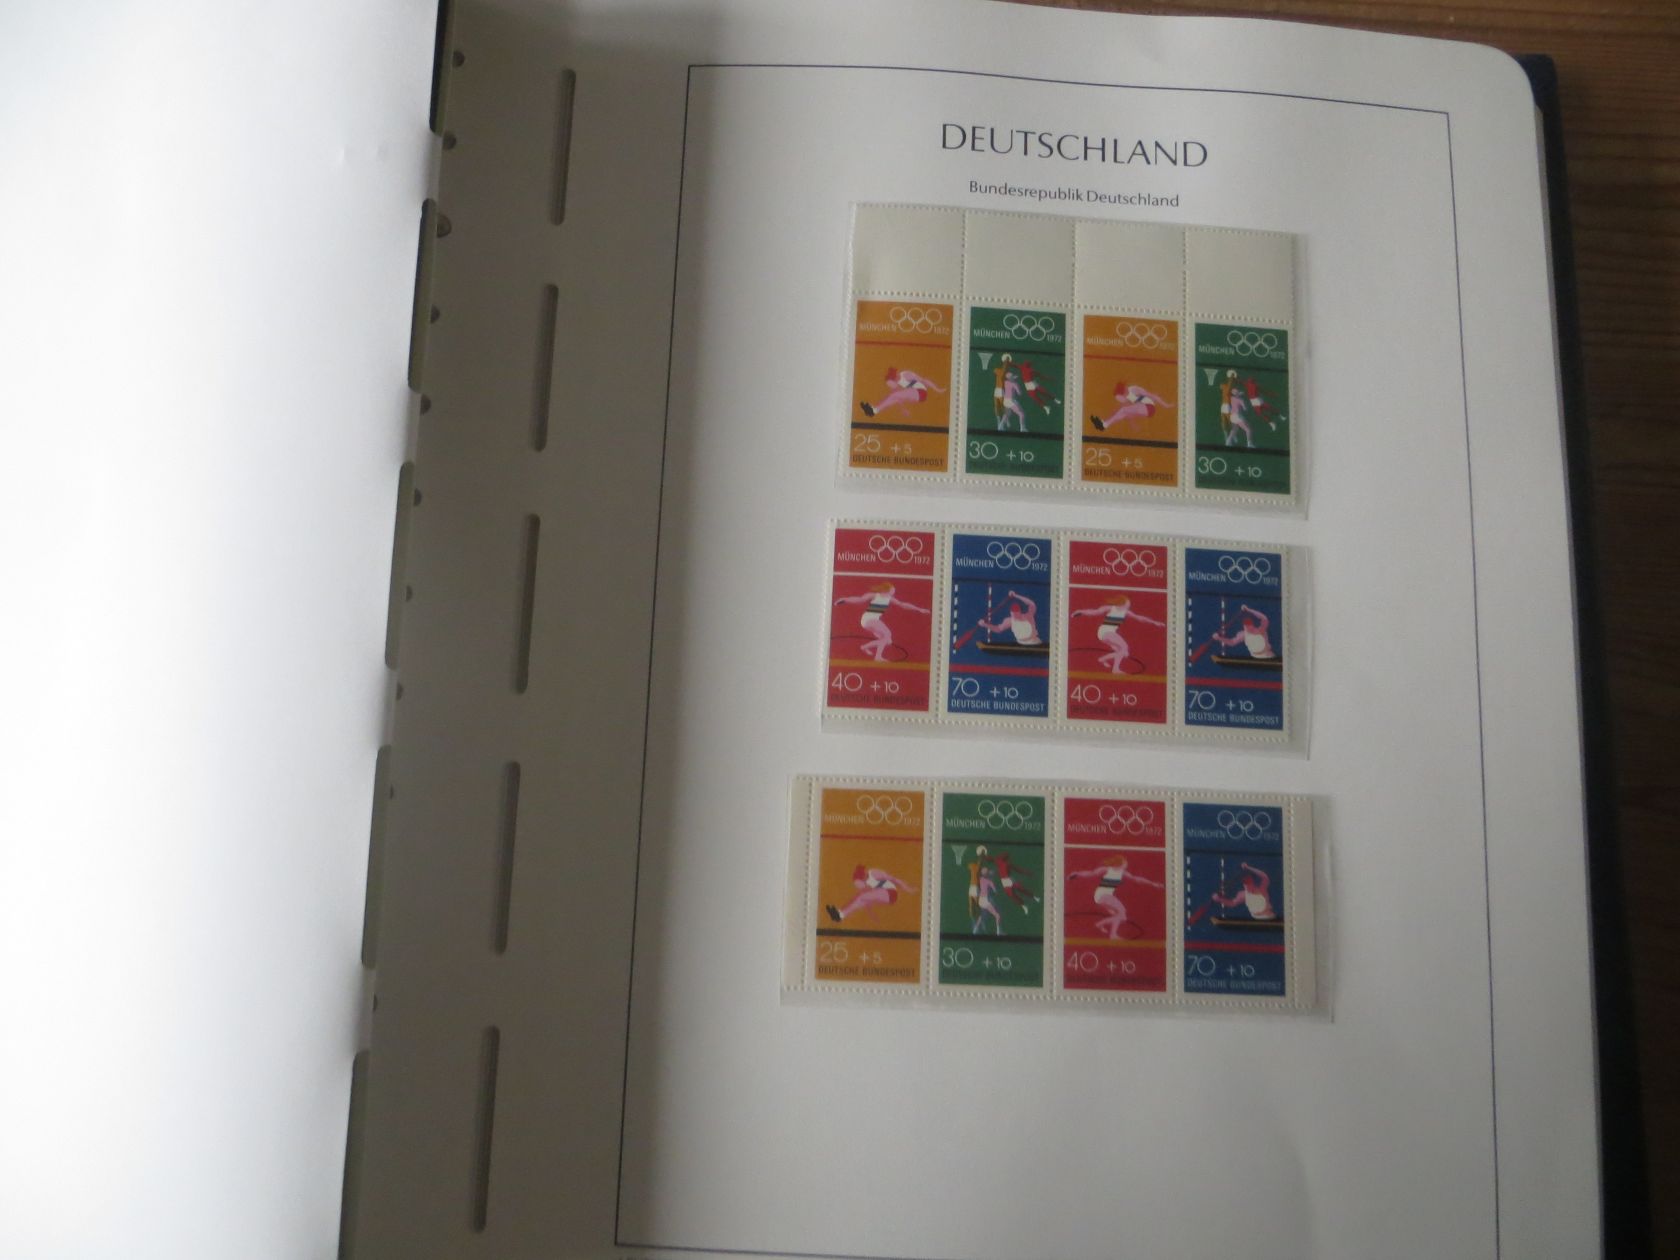 DEUTSCHLAND
Bundesrepublik Deutschland
MÜNCHEN 1972
25 +5
DEUTSCHE BUNDESPOST
MÜNCHEN 1972
30 +10
DEUTSCHE BUNDESPOST
MÜNCHEN 1972
25 +5
DEUTSCHE BUNDESPOST
MÜNCHEN 1972
30 +10
MÜNCHEN 1972
40 +10
DEUTSCHE BUNDESPOST
MÜNCHEN 1972
70 +10
DEUTSCHE BUNDESPOST
MÜNCHEN 1972
40 +10
DEUTSCHE BUNDESPOST
MÜNCHEN 1972
70 +10
DEUTSCHE BUNDESPOST
MÜNCHEN 1972
25 +5
DEUTSCHE BUNDESPOST
MÜNCHEN 1972
30 +10
DEUTSCHE BUNDESPOST
MÜNCHEN 1972
40 +10
DEUTSCHE BUNDESPOST
MÜNCHEN 1972
70 +10
DEUTSCHE BUNDESPOST